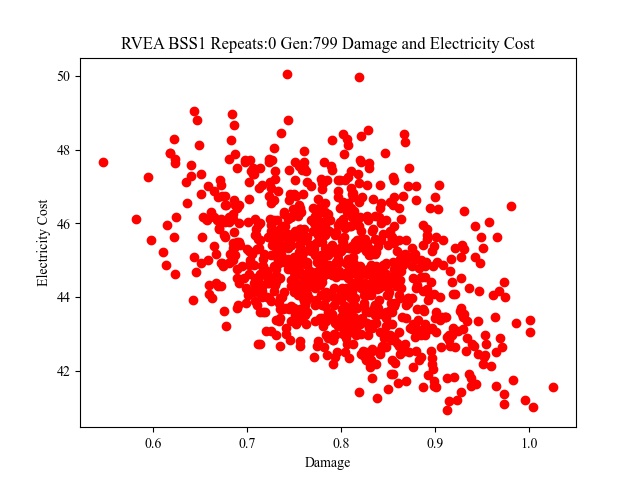 RVEA BSS1 Repeats:0 Gen:799 Damage and Electricity Cost
50
48
46
44
42
Electricity Cost
0.6 0.7 0.8 0.9 1.0
Damage